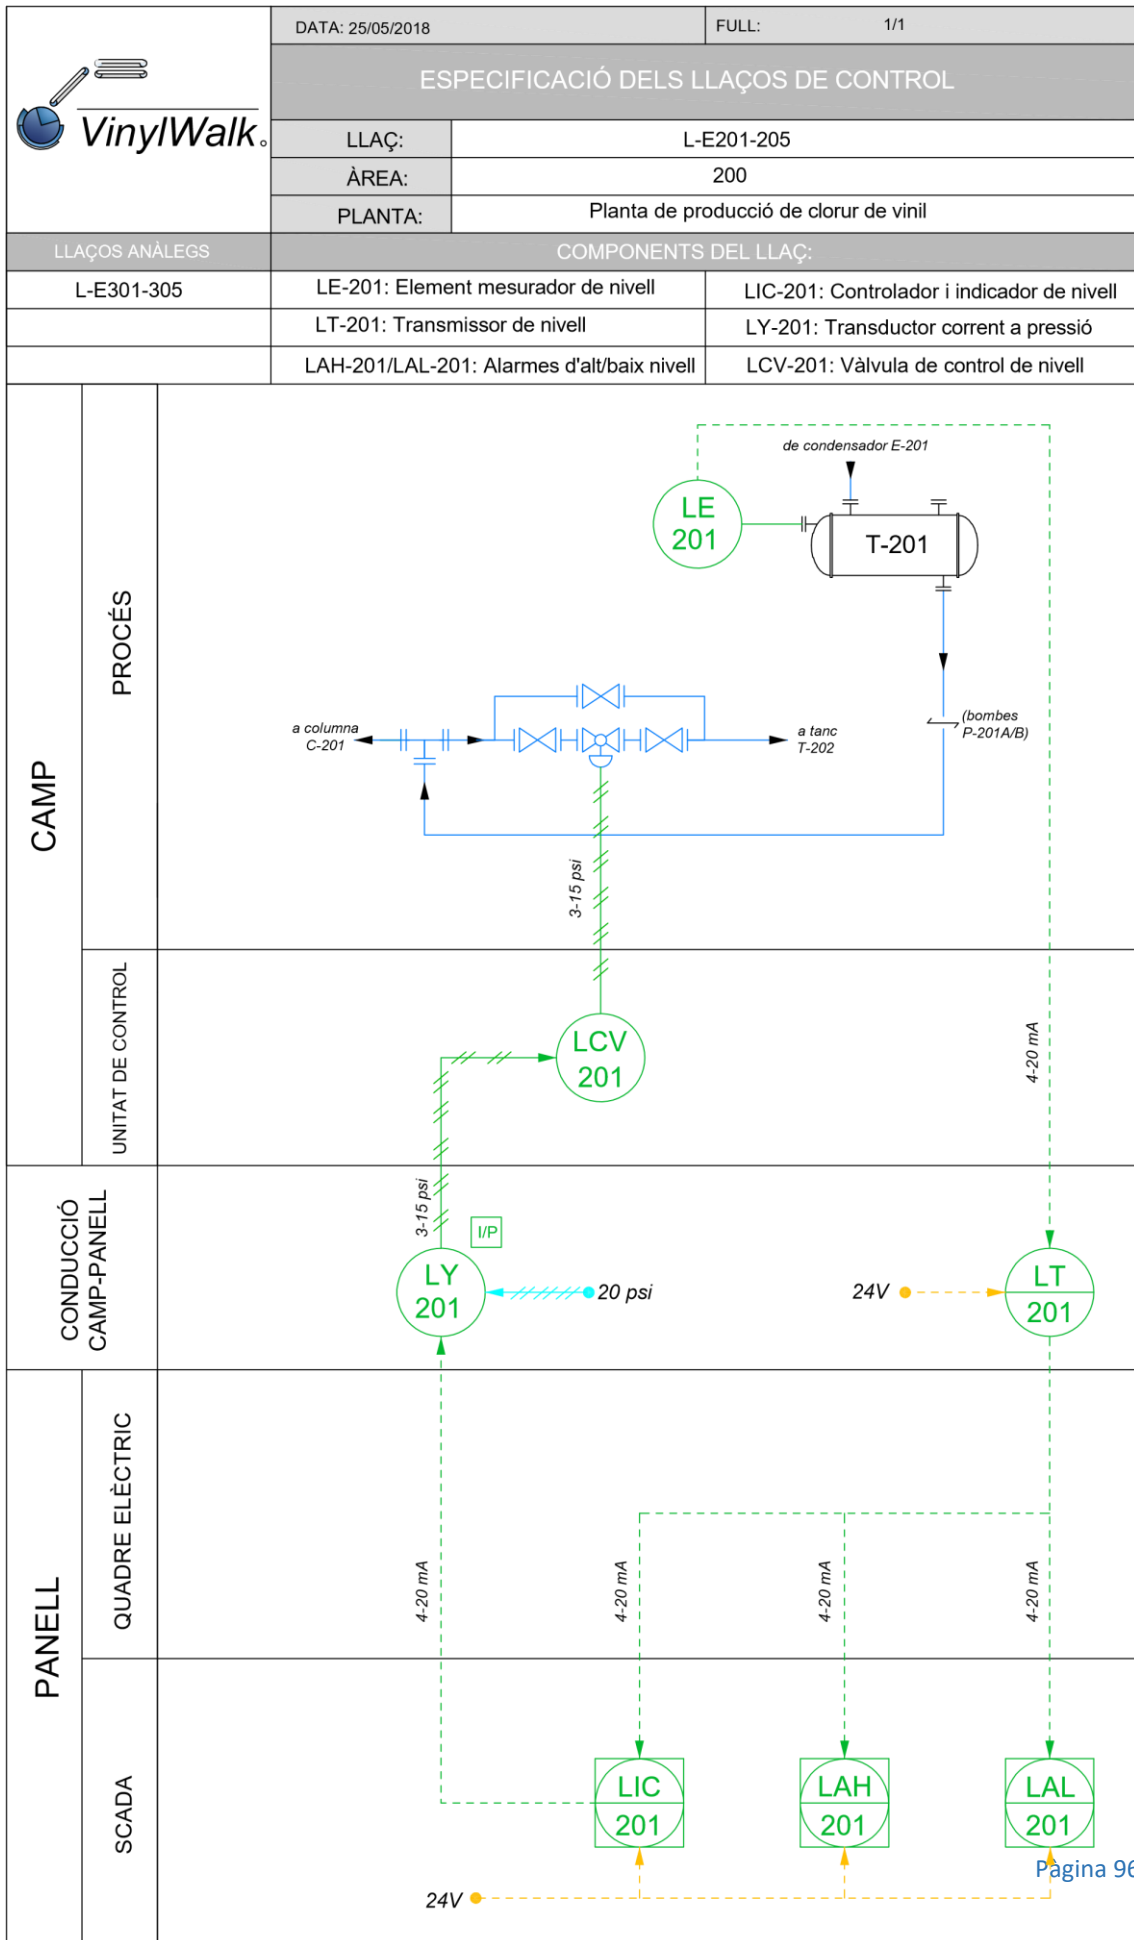 DATA: 25/05/2018
FULL: 1/1
VinylWalk
ESPECIFICACIÓ DELS LLAÇOS DE CONTROL
LLAÇ: L-E201-205
ÀREA: 200
PLANTA: Planta de producció de clorur de vinil
LLAÇOS ANÀLEGS
COMPONENTS DEL LLAÇ:
L-E301-305
LE-201: Element mesurador de nivell
LIC-201: Controlador i indicador de nivell
LT-201: Transmissor de nivell
LY-201: Transductor corrent a pressió
LAH-201/LAL-201: Alarmes d'alt/baix nivell
LCV-201: Vàlvula de control de nivell
CAMP
PROCÉS
de condensador E-201
LE
201
T-201
a columna
C-201
a tanc
T-202
(bombes
P-201A/B)
3-15 psi
UNITAT DE CONTROL
LCV
201
4-20 mA
CONDUCCIÓ
CAMP-PANELL
3-15 psi
I/P
LY
201
20 psi
24V
LT
201
PANELL
QUADRE ELÈCTRIC
4-20 mA
4-20 mA
4-20 mA
4-20 mA
SCADA
LIC
201
LAH
201
LAL
201
Pàgina 96
24V